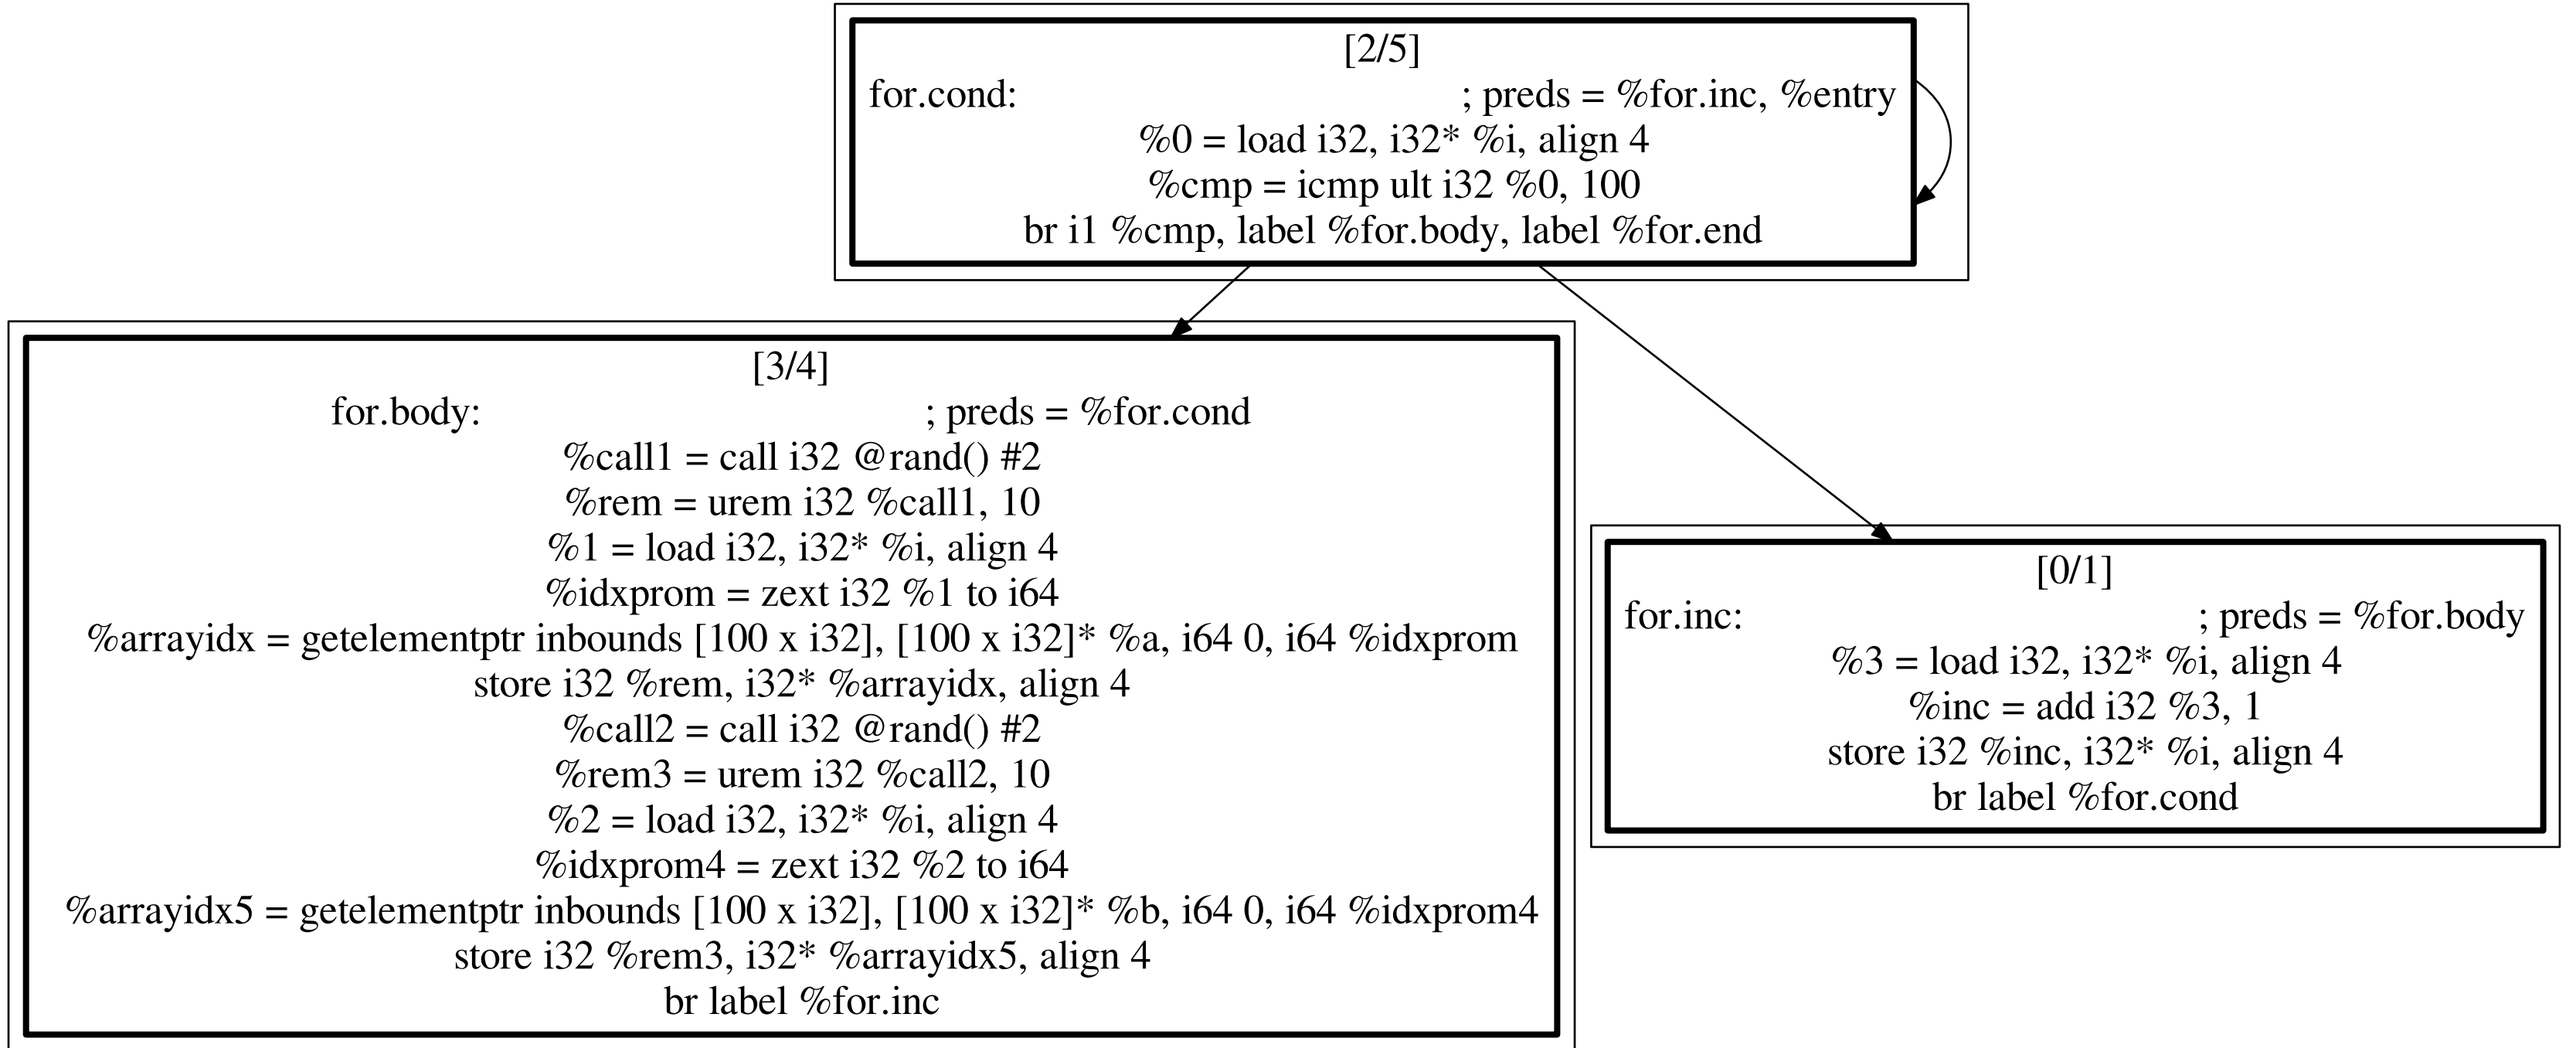 [2/5]
for.cond: ; preds = %for.inc, %entry
%0 = load i32, i32* %i, align 4
%cmp = icmp ult i32 %0, 100
br i1 %cmp, label %for.body, label %for.end
[3/4]
for.body: ; preds = %for.cond
%call1 = call i32 @rand() #2
%rem = urem i32 %call1, 10
%1 = load i32, i32* %i, align 4
%idxprom = zext i32 %1 to i64
%arrayidx = getelementptr inbounds [100 x i32], [100 x i32]* %a, i64 0, i64 %idxprom
store i32 %rem, i32* %arrayidx, align 4
%call2 = call i32 @rand() #2
%rem3 = urem i32 %call2, 10
%2 = load i32, i32* %i, align 4
%idxprom4 = zext i32 %2 to i64
%arrayidx5 = getelementptr inbounds [100 x i32], [100 x i32]* %b, i64 0, i64 %idxprom4
store i32 %rem3, i32* %arrayidx5, align 4
br label %for.inc
[0/1]
for.inc: ; preds = %for.body
%3 = load i32, i32* %i, align 4
%inc = add i32 %3, 1
store i32 %inc, i32* %i, align 4
br label %for.cond